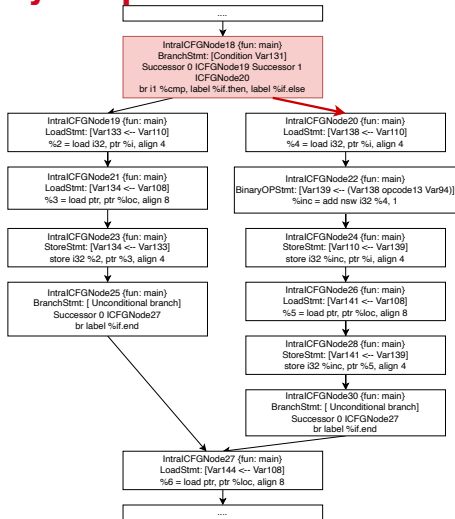 ....
IntraICFGNode18 {fun: main}
BranchStmt: [Condition Var131]
Successor 0 ICFGNode19 Successor 1
ICFGNode20
br i1 %cmp, label %if.then, label %if.else
IntraICFGNode19 {fun: main}
LoadStmt: [Var133 <-- Var110]
%2 = load i32, ptr %i, align 4
IntraICFGNode20 {fun: main}
LoadStmt: [Var138 <-- Var110]
%4 = load i32, ptr %i, align 4
IntraICFGNode21 {fun: main}
LoadStmt: [Var134 <-- Var108]
%3 = load ptr, ptr %loc, align 8
IntraICFGNode22 {fun: main}
BinaryOPStmt: [Var139 <-- (Var138 opcode13 Var94)]
%inc = add nsw i32 %4, 1
IntraICFGNode23 {fun: main}
StoreStmt: [Var134 <-- Var133]
store i32 %2, ptr %3, align 4
IntraICFGNode24 {fun: main}
StoreStmt: [Var110 <-- Var139]
store i32 %inc, ptr %i, align 4
IntraICFGNode25 {fun: main}
BranchStmt: [ Unconditional branch]
Successor 0 ICFGNode27
br label %if.end
IntraICFGNode26 {fun: main}
LoadStmt: [Var141 <-- Var108]
%5 = load ptr, ptr %loc, align 8
IntraICFGNode28 {fun: main}
StoreStmt: [Var141 <-- Var139]
store i32 %inc, ptr %5, align 4
IntraICFGNode30 {fun: main}
BranchStmt: [ Unconditional branch]
Successor 0 ICFGNode27
br label %if.end
IntraICFGNode27 {fun: main}
LoadStmt: [Var144 <-- Var108]
%6 = load ptr, ptr %loc, align 8
....